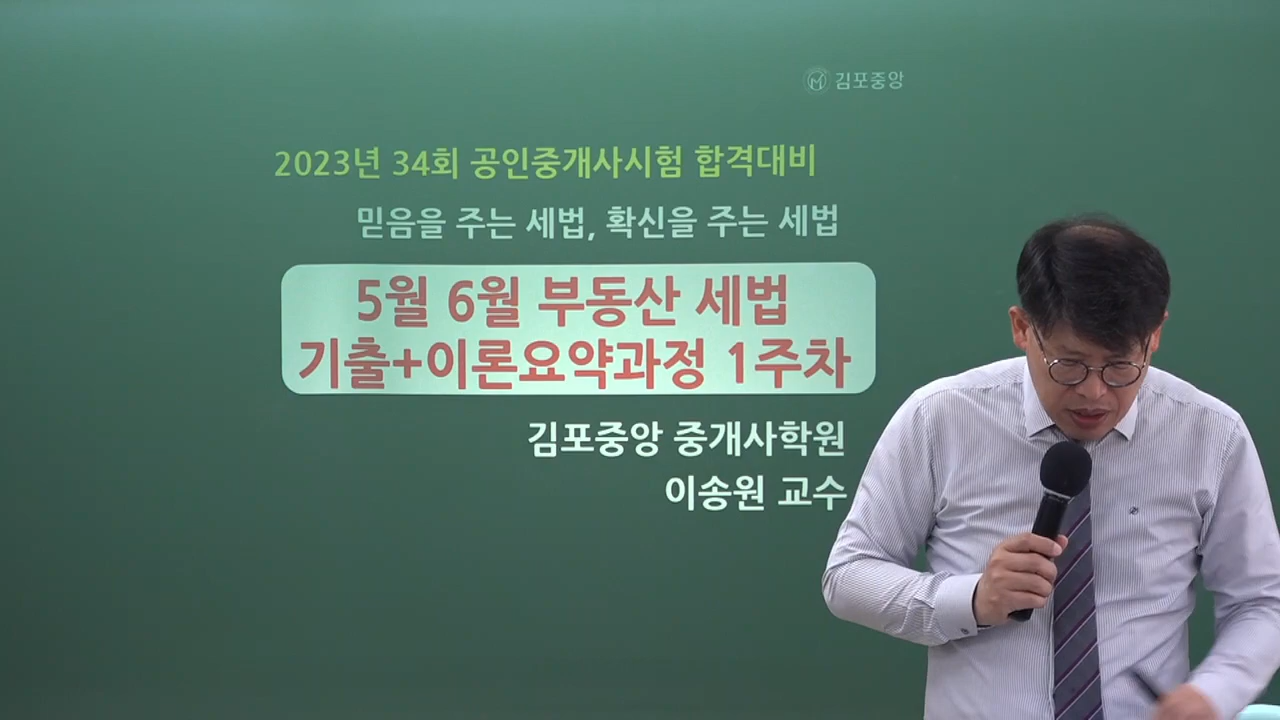 김포중앙
2023년 34회 공인중개사시험 합격대비
믿음을 주는 세법, 확신을 주는 세법
5월 6월 부동산 세법
기출+이론요약과정 1주차
김포중앙 중개사학원
이송원 교수